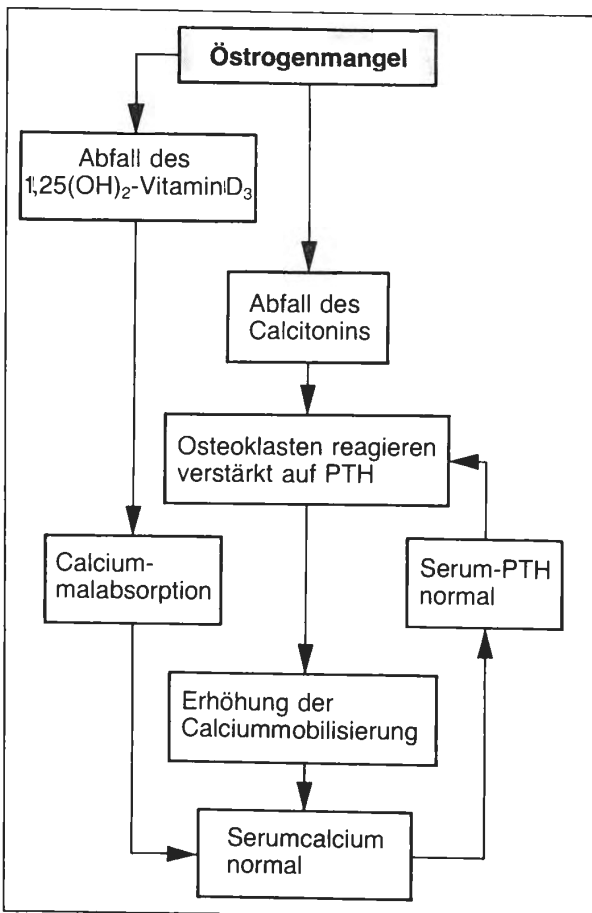 Östrogenmangel
Abfall des
1,25(OH)₂-Vitamin D₃
Abfall des
Calcitonins
Osteoklasten reagieren
verstärkt auf PTH
Calcium-
malabsorption
Serum-PTH
normal
Erhöhung der
Calciummobilisierung
Serumcalcium
normal